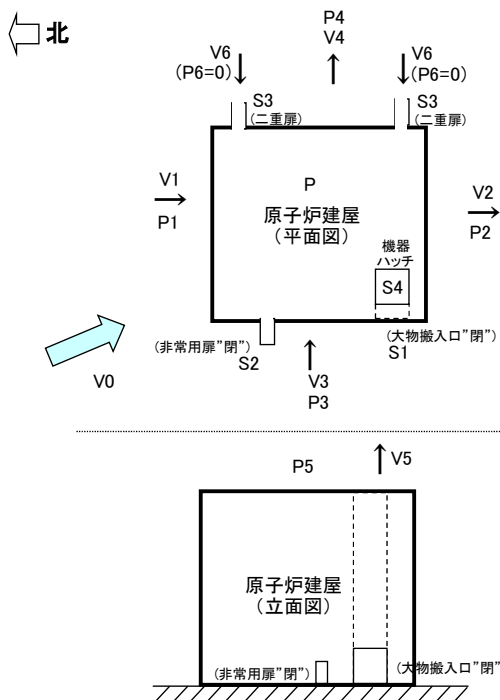 北
P4
V4
V6
(P6=0)
V6
(P6=0)
S3
(二重扉)
S3
(二重扉)
V1
P1
P
原子炉建屋
(平面図)
V2
P2
機器
ハッチ
S4
(非常用扉”閉”)
S2
(大物搬入口”閉”)
S1
V3
P3
V0
P5
V5
原子炉建屋
(立面図)
(非常用扉”閉”)
(大物搬入口”閉”